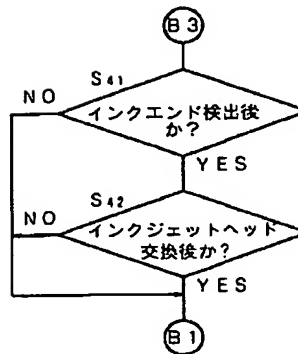 B3
S41
NO
インクエンド検出後
か?
YES
S42
NO
インクジェットヘッド
交換後か?
YES
B1